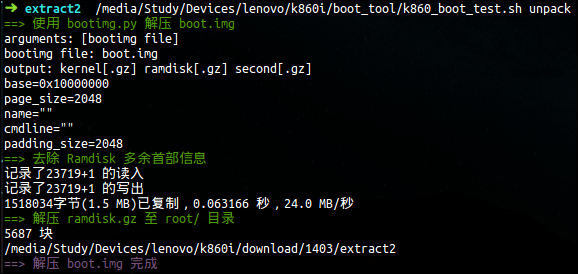 ➜ extract2 /media/Study/Devices/lenovo/k860i/boot_tool/k860_boot_test.sh unpack
==> 使用 bootimg.py 解压 boot.img
arguments: [bootimg file]
bootimg file: boot.img
output: kernel[.gz] ramdisk[.gz] second[.gz]
base=0x10000000
page_size=2048
name=""
cmdline=""
padding_size=2048
==> 去除 Ramdisk 多余首部信息
记录了23719+1 的读入
记录了23719+1 的写出
1518034字节(1.5 MB)已复制，0.063166 秒，24.0 MB/秒
==> 解压 ramdisk.gz 至 root/ 目录
5687 块
/media/Study/Devices/lenovo/k860i/download/1403/extract2
==> 解压 boot.img 完成